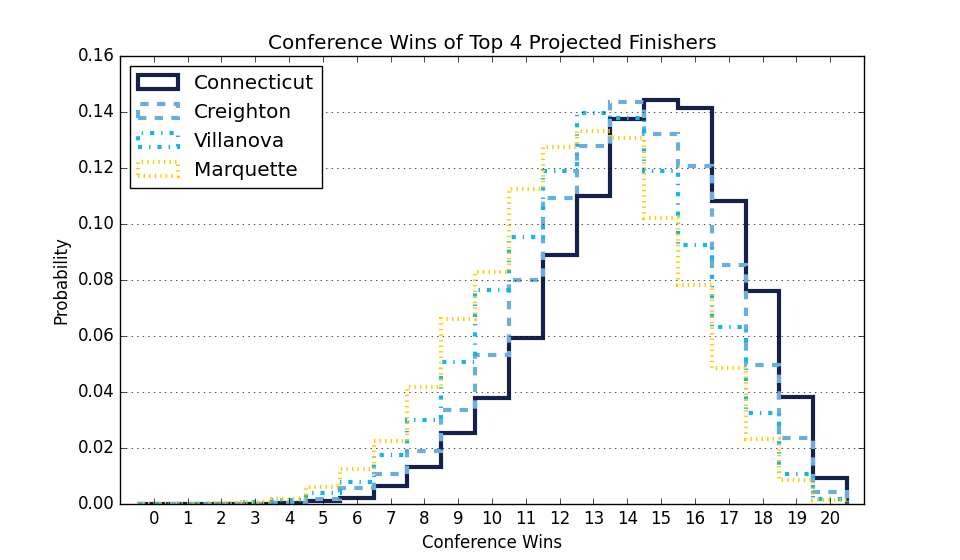 Conference Wins of Top 4 Projected Finishers
Connecticut
Creighton
Villanova
Marquette
Probability
0.16
0.14
0.12
0.10
0.08
0.06
0.04
0.02
0.00
0 1 2 3 4 5 6 7 8 9 10 11 12 13 14 15 16 17 18 19 20
Conference Wins